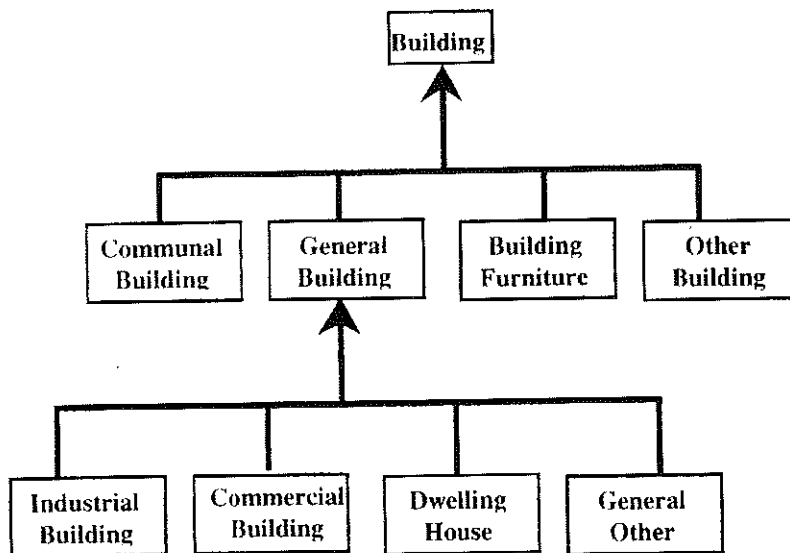 Building
Communal
Building
General
Building
Building
Furniture
Other
Building
Industrial
Building
Commercial
Building
Dwelling
House
General
Other